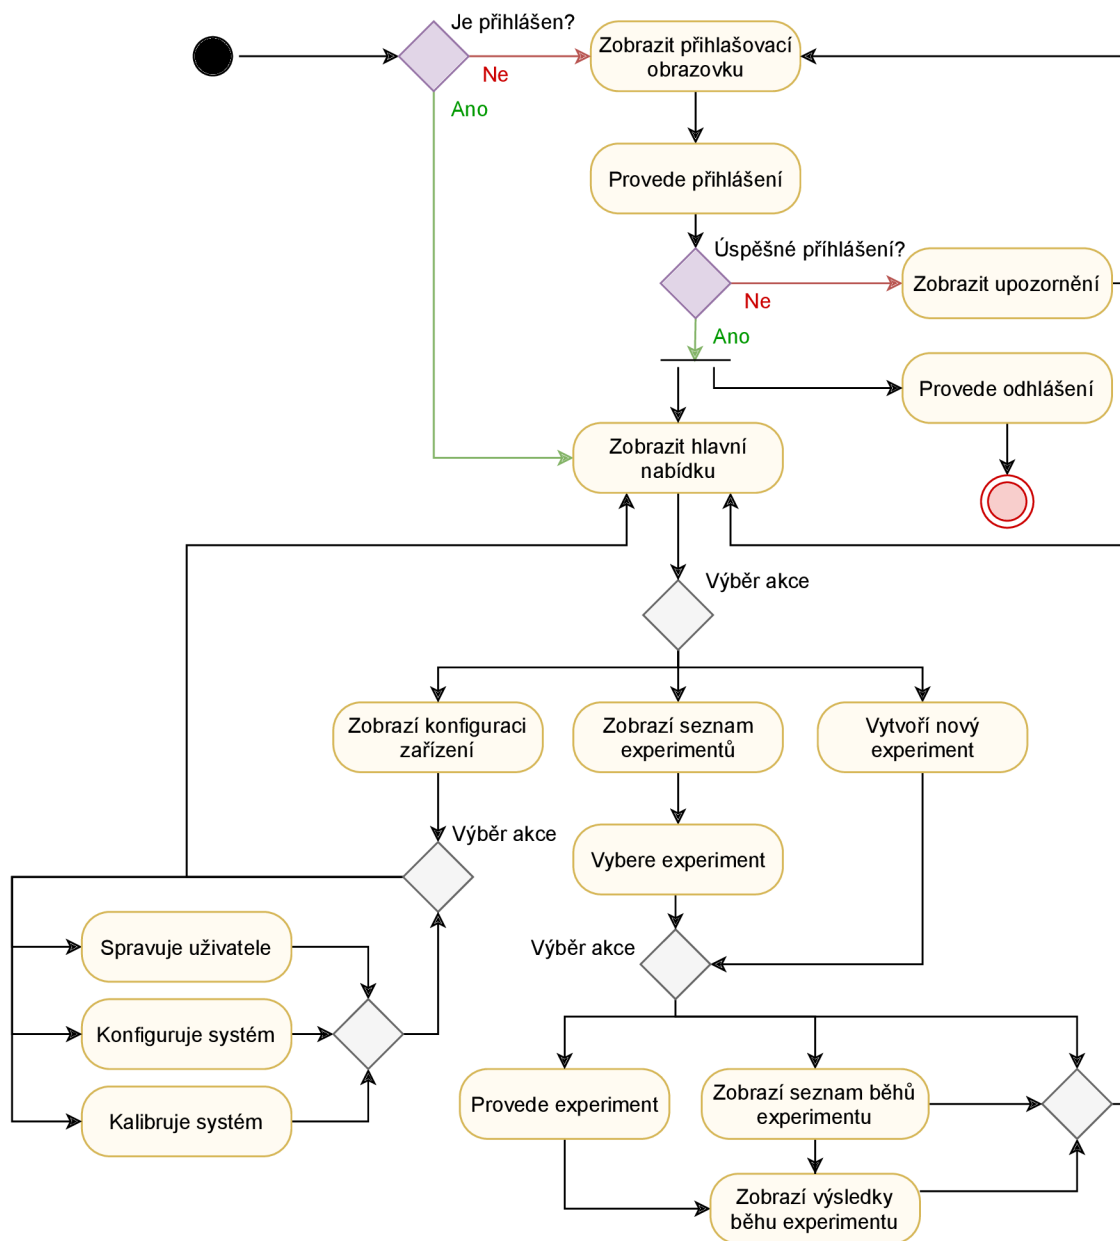 Je přihlášen?
Zobrazit přihlašovací
obrazovku
Ne
Ano
Provede přihlášení
Úspěšné příhlášení?
Zobrazit upozornění
Ne
Ano
Provede odhlášení
Zobrazit hlavní
nabídku
Výběr akce
Zobrazí konfiguraci
zařízení
Zobrazí seznam
experimentů
Vytvoří nový
experiment
Výběr akce
Vybere experiment
Spravuje uživatele
Výběr akce
Konfiguruje systém
Kalibruje systém
Provede experiment
Zobrazí seznam běhů
experimentu
Zobrazí výsledky
běhu experimentu